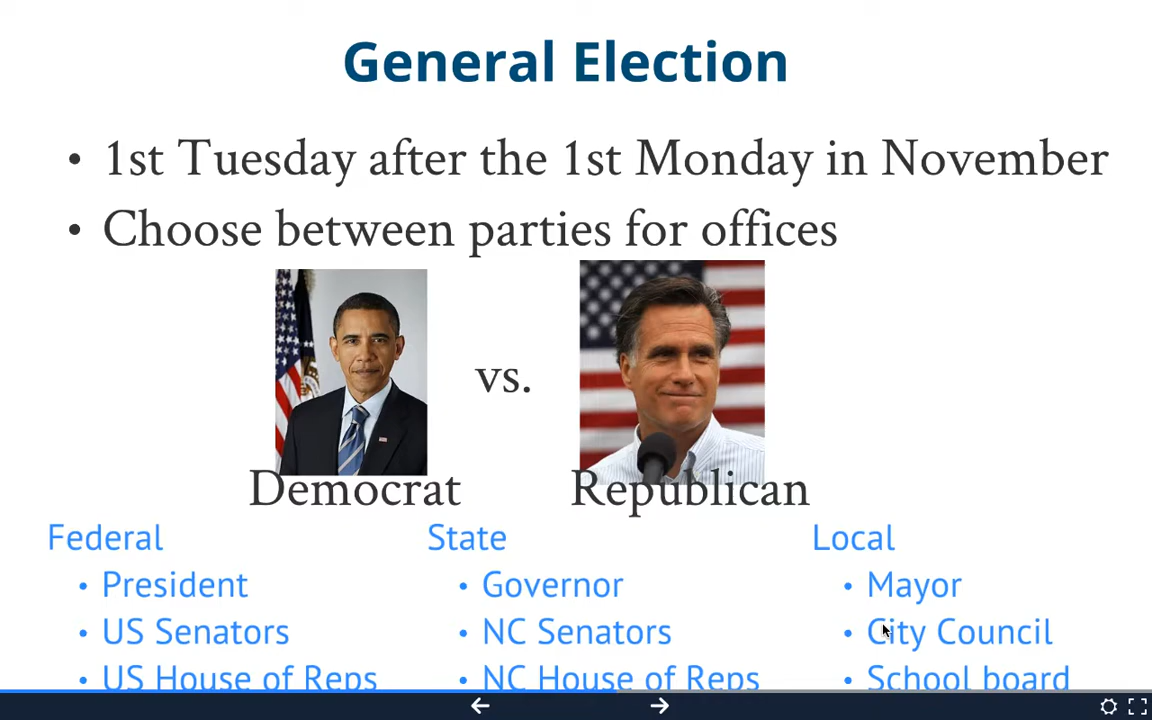 General Election
• 1st Tuesday after the 1st Monday in November
• Choose between parties for offices
vs.
Democrat
Republican
Federal
• President
• US Senators
• US House of Reps
State
• Governor
• NC Senators
• NC House of Reps
Local
• Mayor
• City Council
• School board